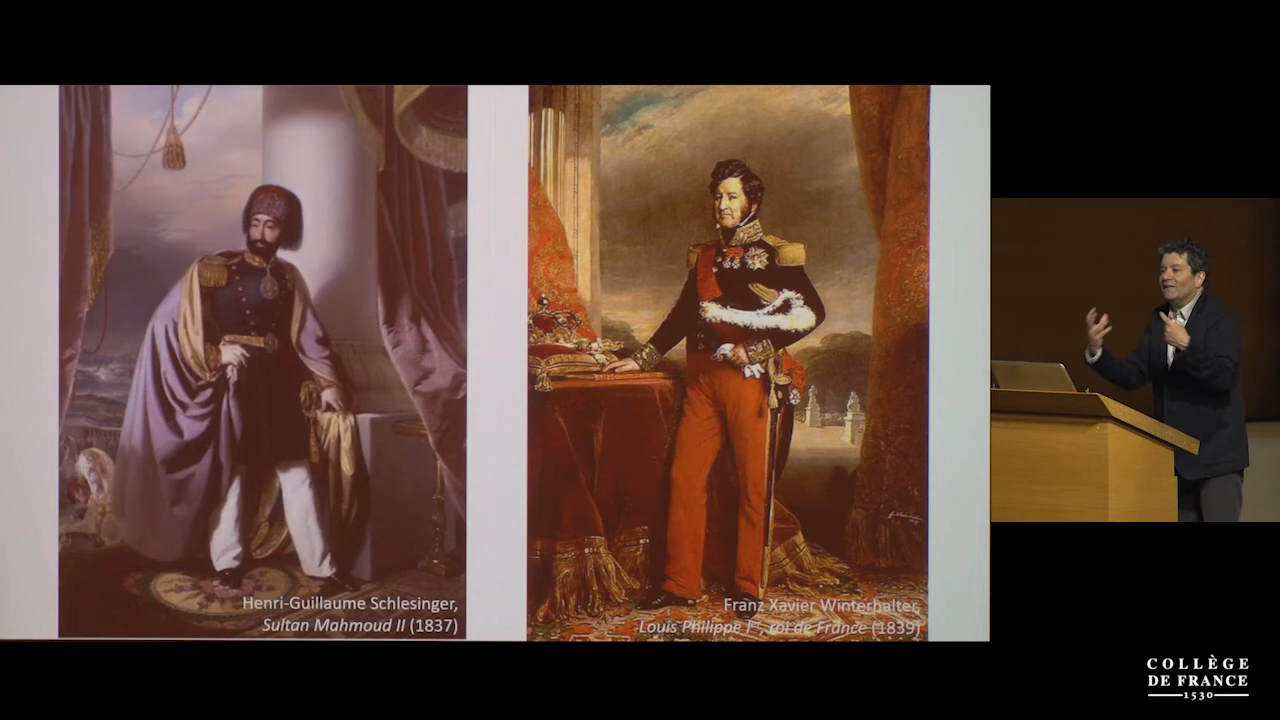 Henri-Guillaume Schlesinger,
Sultan Mahmoud II (1837)
Franz Xavier Winterhalter,
Louis Philippe Ier, roi de France (1839)
COLLÈGE
DE FRANCE
1530